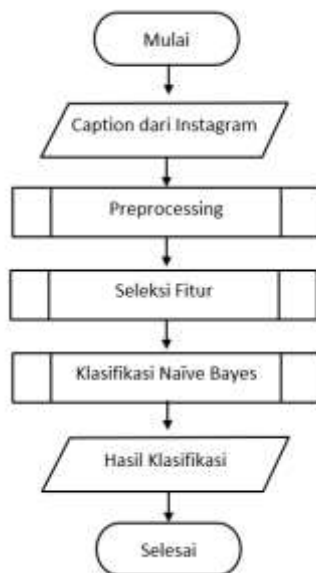 Mulai
Caption dari Instagram
Preprocessing
Seleksi Fitur
Klasifikasi Naïve Bayes
Hasil Klasifikasi
Selesai